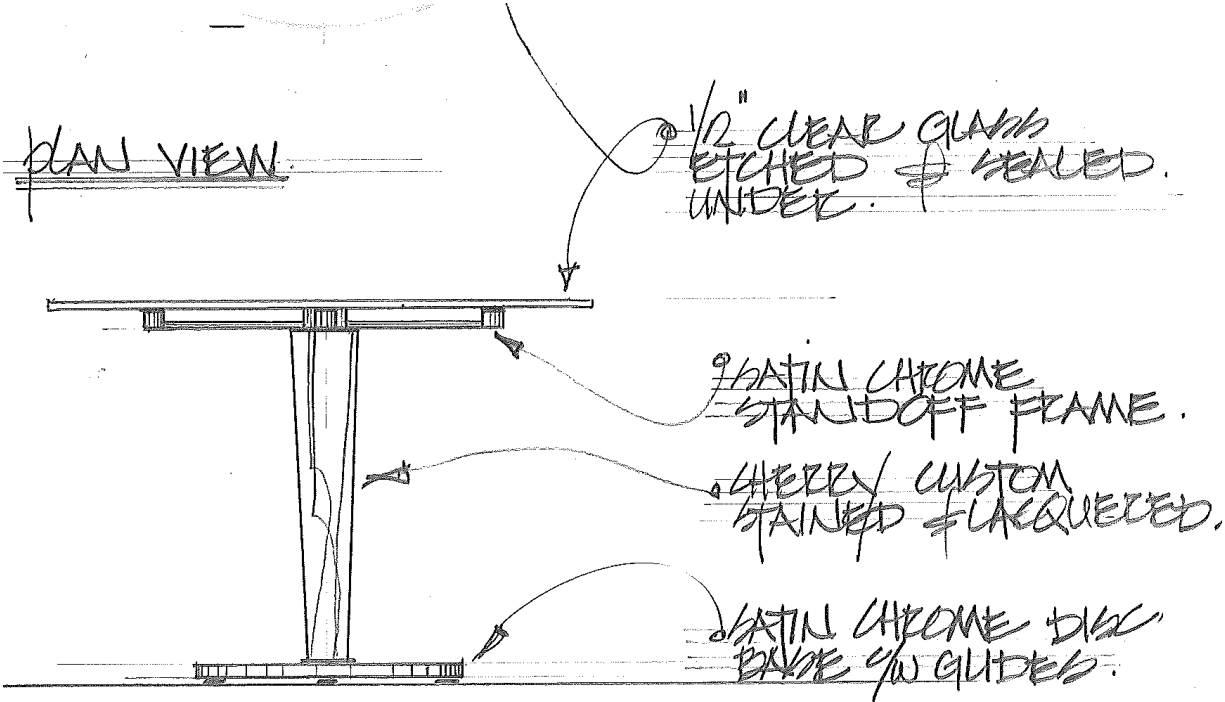 PLAN VIEW.
1/2" CLEAR GLASS
ETCHED & SEALED.
UNDER.
SATIN CHROME
STANDOFF FRAME.
CHERRY CUSTOM
STAINED & LACQUERED.
SATIN CHROME DISC
BASE C/W GLIDES.